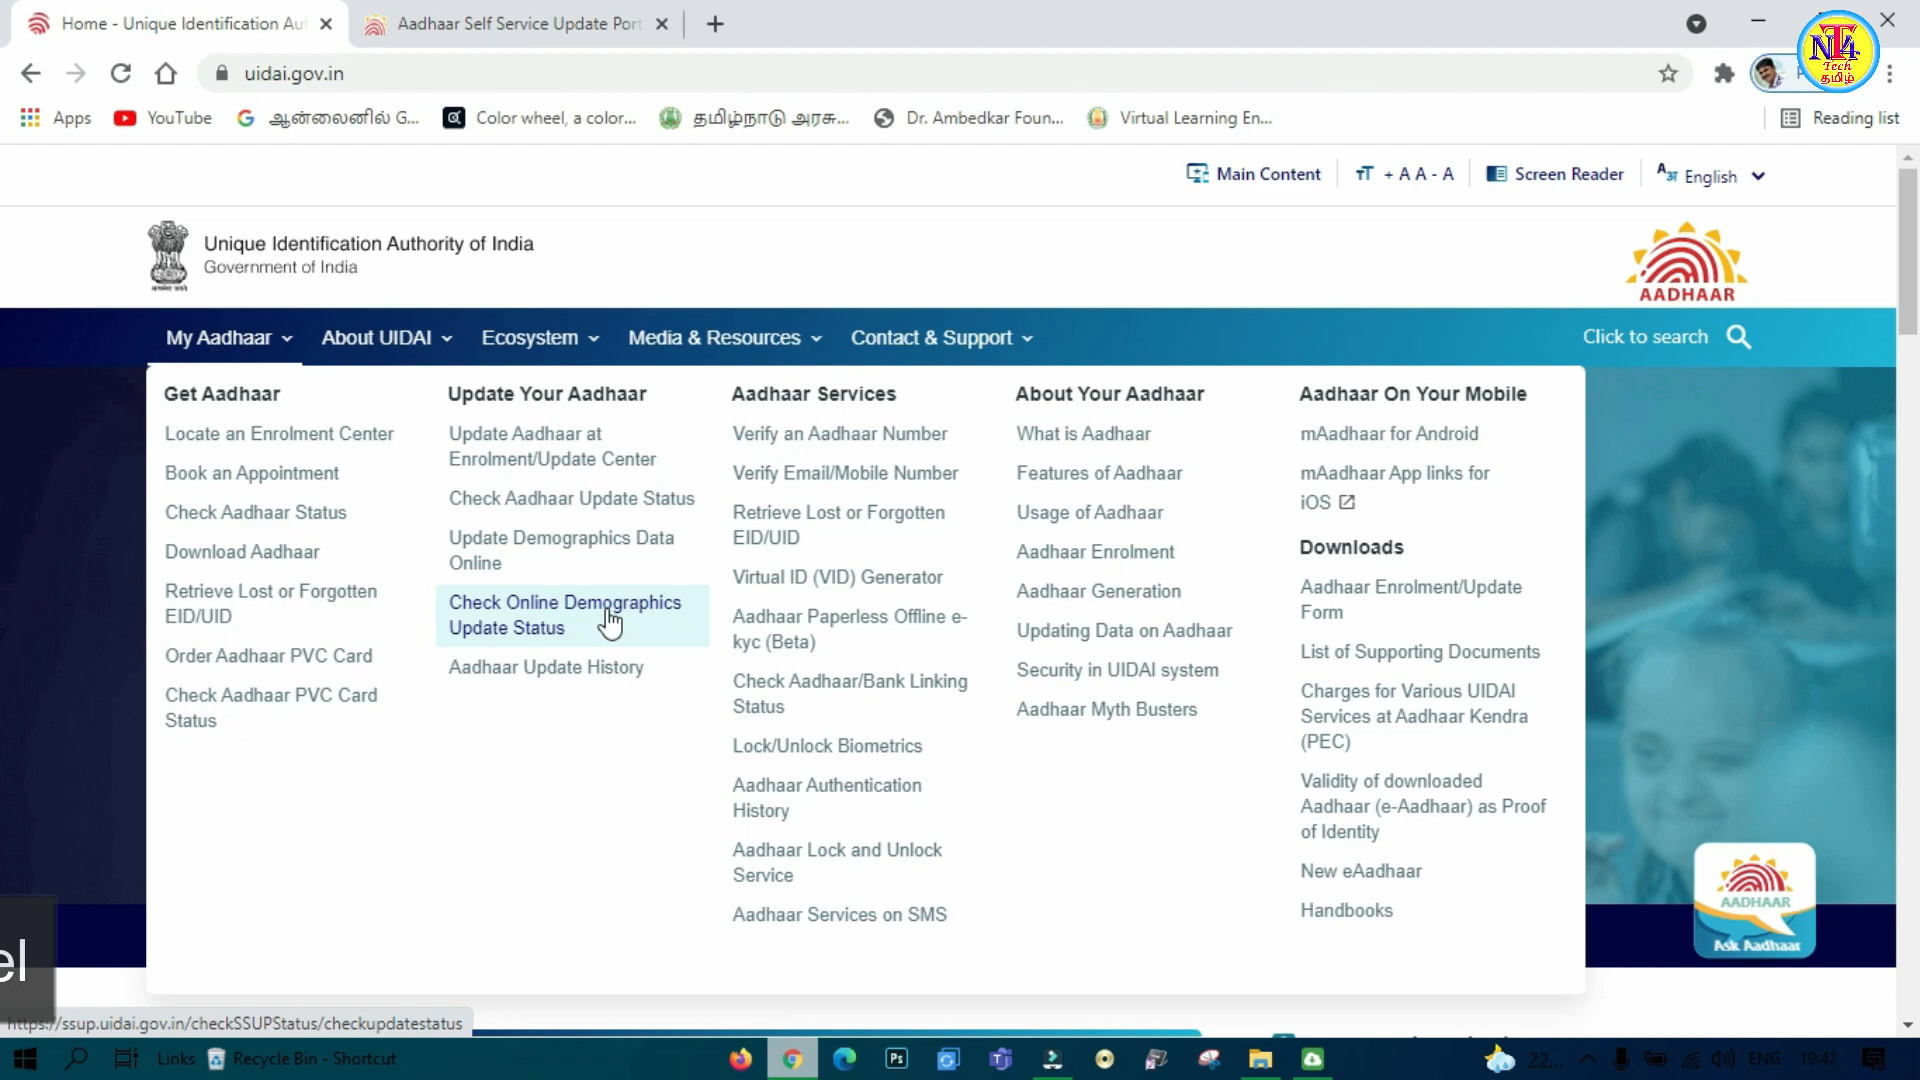 Home - Unique Identification Au
Aadhaar Self Service Update Port
uidai.gov.in
NT4
Tech
தமிழ்
Apps
YouTube
ஆன்லைனில் G...
Color wheel, a color...
தமிழ்நாடு அரசு...
Dr. Ambedkar Foun...
Virtual Learning En...
Reading list
Main Content
+ A A - A
Screen Reader
English
Unique Identification Authority of India
Government of India
AADHAAR
My Aadhaar
About UIDAI
Ecosystem
Media & Resources
Contact & Support
Click to search
Get Aadhaar
Locate an Enrolment Center
Book an Appointment
Check Aadhaar Status
Download Aadhaar
Retrieve Lost or Forgotten
EID/UID
Order Aadhaar PVC Card
Check Aadhaar PVC Card
Status
Update Your Aadhaar
Update Aadhaar at
Enrolment/Update Center
Check Aadhaar Update Status
Update Demographics Data
Online
Check Online Demographics
Update Status
Aadhaar Update History
Aadhaar Services
Verify an Aadhaar Number
Verify Email/Mobile Number
Retrieve Lost or Forgotten
EID/UID
Virtual ID (VID) Generator
Aadhaar Paperless Offline e-
kyc (Beta)
Check Aadhaar/Bank Linking
Status
Lock/Unlock Biometrics
Aadhaar Authentication
History
Aadhaar Lock and Unlock
Service
Aadhaar Services on SMS
About Your Aadhaar
What is Aadhaar
Features of Aadhaar
Usage of Aadhaar
Aadhaar Enrolment
Aadhaar Generation
Updating Data on Aadhaar
Security in UIDAI system
Aadhaar Myth Busters
Aadhaar On Your Mobile
mAadhaar for Android
mAadhaar App links for
iOS
Downloads
Aadhaar Enrolment/Update
Form
List of Supporting Documents
Charges for Various UIDAI
Services at Aadhaar Kendra
(PEC)
Validity of downloaded
Aadhaar (e-Aadhaar) as Proof
of Identity
New eAadhaar
Handbooks
AADHAAR
Ask Aadhaar
el
https://ssup.uidai.gov.in/checkSSUPStatus/checkupdatestatus
Links
Recycle Bin - Shortcut
Ps
22...
ENG
19:42